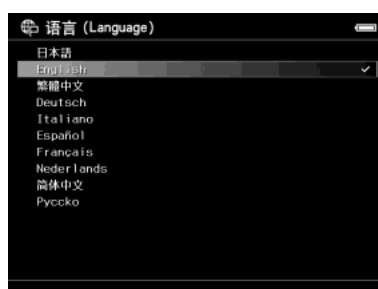 语言 (Language)
日本語
English
繁體中文
Deutsch
Italiano
Español
Français
Nederlands
简体中文
Pyccko